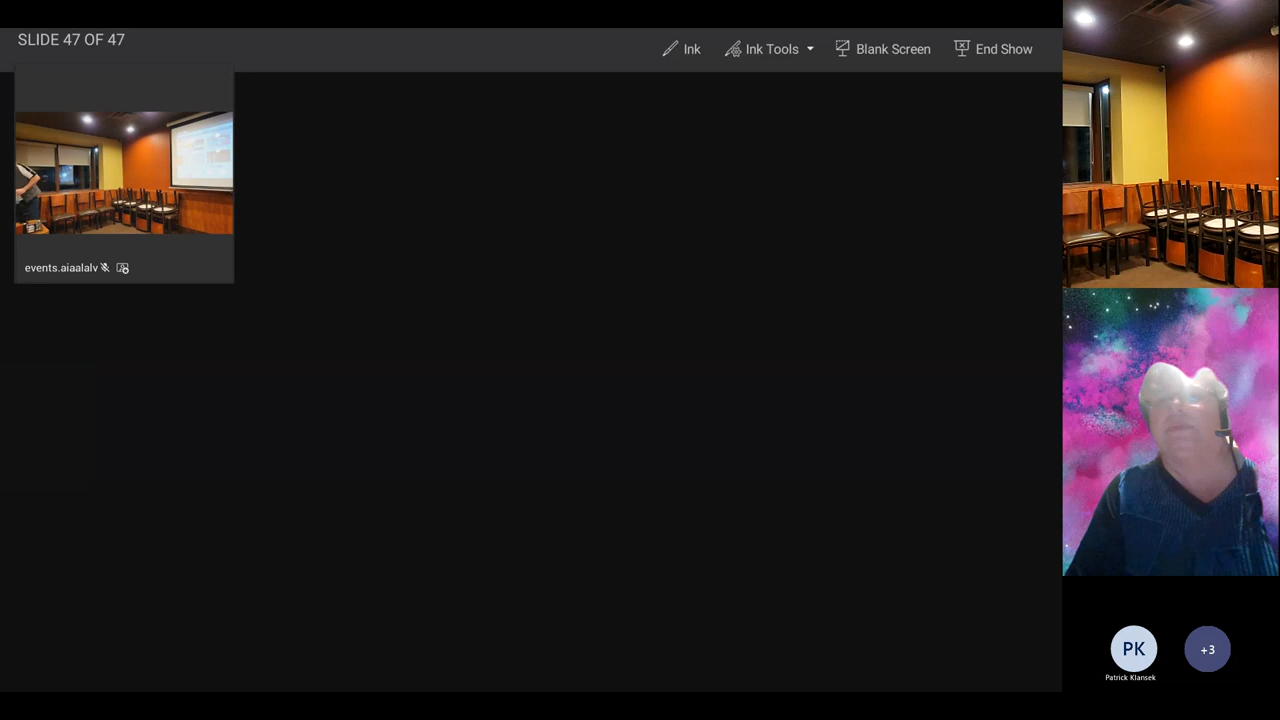 SLIDE 47 OF 47
Ink
Ink Tools
Blank Screen
End Show
events.aiaalalv
PK
+3
Patrick Klansek